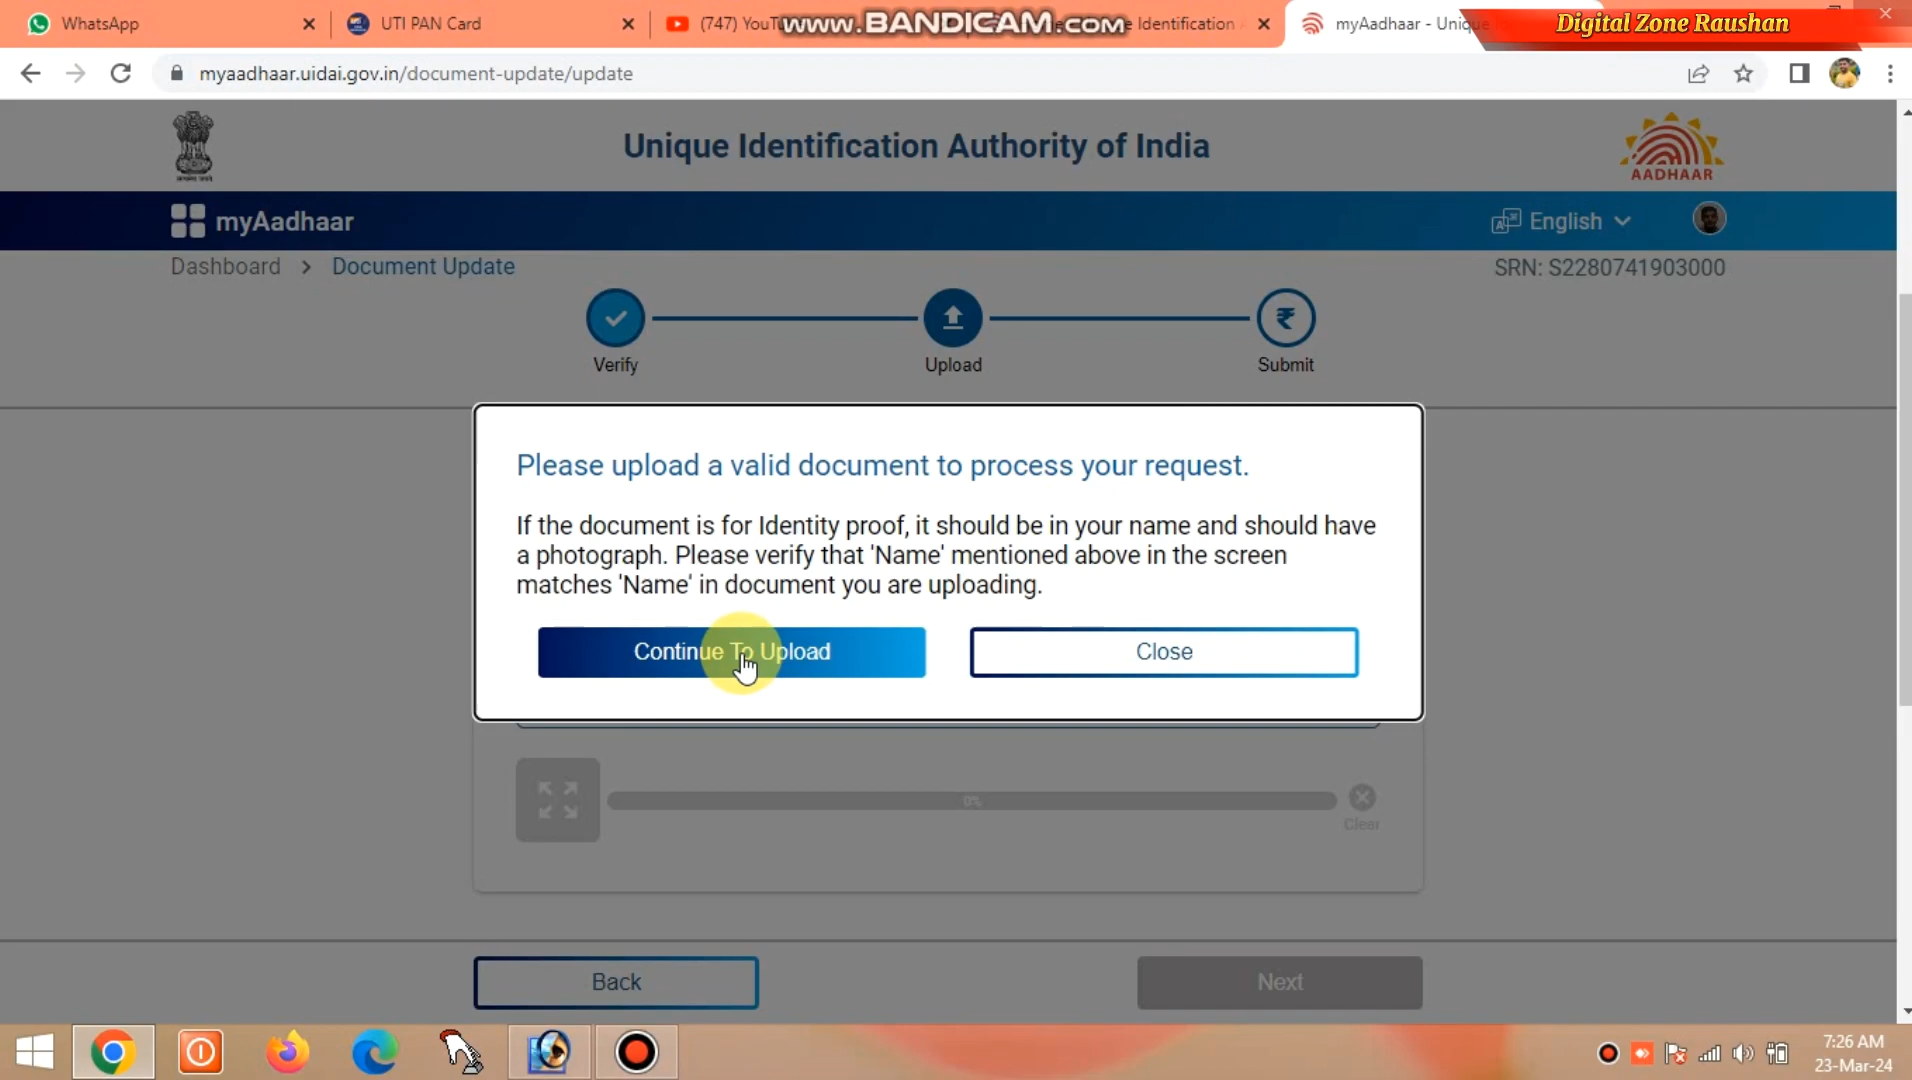 WhatsApp
UTI PAN Card
(747) YouTu
www.BANDICAM.com
e Identification
myAadhaar - Unique
Digital Zone Raushan
myaadhaar.uidai.gov.in/document-update/update
Unique Identification Authority of India
AADHAAR
myAadhaar
English
Dashboard > Document Update
SRN: S2280741903000
Verify
Upload
Submit
Please upload a valid document to process your request.
If the document is for Identity proof, it should be in your name and should have
a photograph. Please verify that 'Name' mentioned above in the screen
matches 'Name' in document you are uploading.
Continue To Upload
Close
0%
Clear
Back
Next
7:26 AM
23-Mar-24